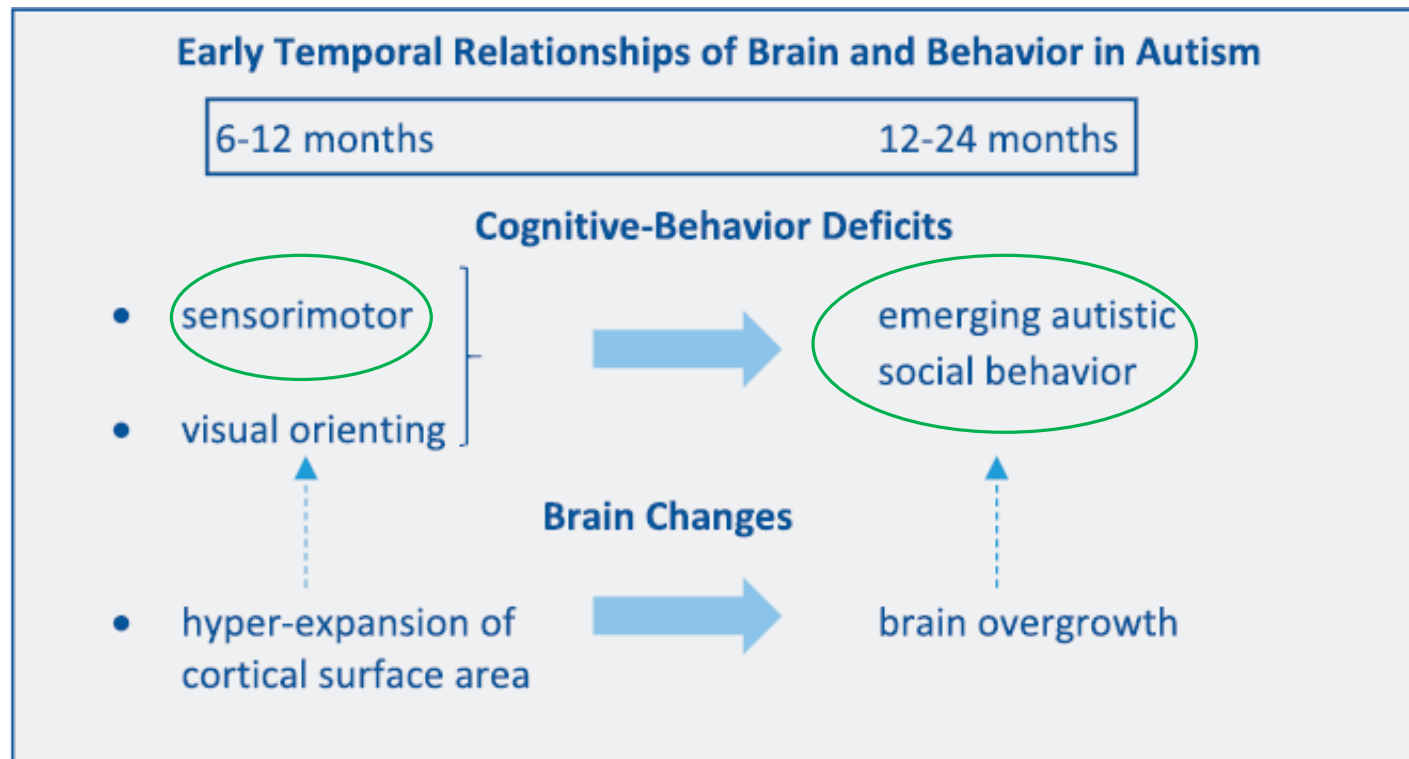 Early Temporal Relationships of Brain and Behavior in Autism
6-12 months 12-24 months
Cognitive-Behavior Deficits
• sensorimotor
emerging autistic
social behavior
• visual orienting
Brain Changes
• hyper-expansion of
cortical surface area
brain overgrowth